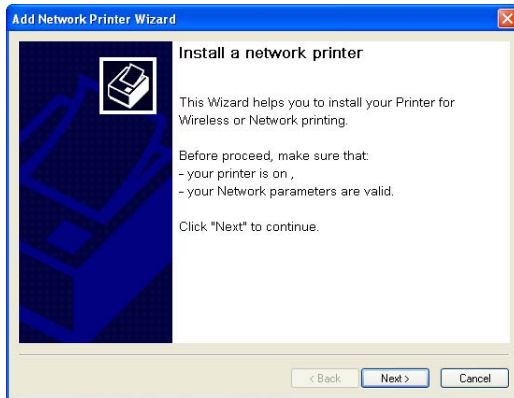 Add Network Printer Wizard
Install a network printer
This Wizard helps you to install your Printer for
Wireless or Network printing.
Before proceed, make sure that:
- your printer is on ,
- your Network parameters are valid.
Click "Next" to continue.
< Back Next > Cancel